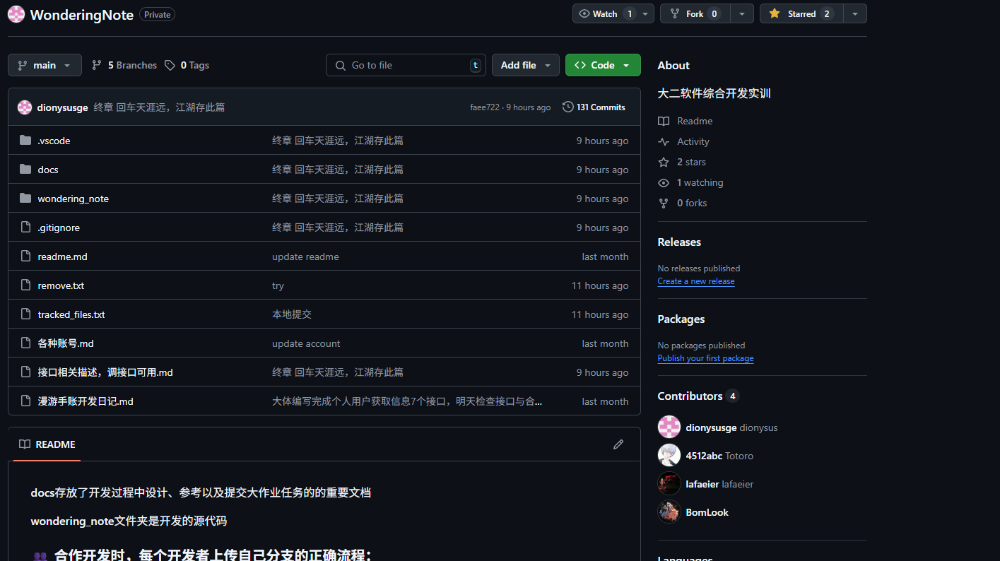 WonderingNote Private
Watch 1 Fork 0 Starred 2
main 5 Branches 0 Tags Go to file t Add file Code
dionysusge 终章 回车天涯远，江湖存此篇 faee722 · 9 hours ago 131 Commits
.vscode 终章 回车天涯远，江湖存此篇 9 hours ago
docs 终章 回车天涯远，江湖存此篇 9 hours ago
wondering_note 终章 回车天涯远，江湖存此篇 9 hours ago
.gitignore 终章 回车天涯远，江湖存此篇 9 hours ago
readme.md update readme last month
remove.txt try 11 hours ago
tracked_files.txt 本地提交 11 hours ago
各种账号.md update account last month
接口相关描述，调接口可用.md 终章 回车天涯远，江湖存此篇 9 hours ago
漫游手账开发日记.md 大体编写完成个人用户获取信息7个接口，明天检查接口与合... last month
README
docs存放了开发过程中设计、参考以及提交大作业任务的的重要文档
wondering_note文件夹是开发的源代码
合作开发时，每个开发者上传自己分支的正确流程：
About
大二软件综合开发实训
Readme
Activity
2 stars
1 watching
0 forks
Releases
No releases published
Create a new release
Packages
No packages published
Publish your first package
Contributors 4
dionysusge dionysus
4512abc Totoro
lafaeier lafaeier
BomLook
Languages